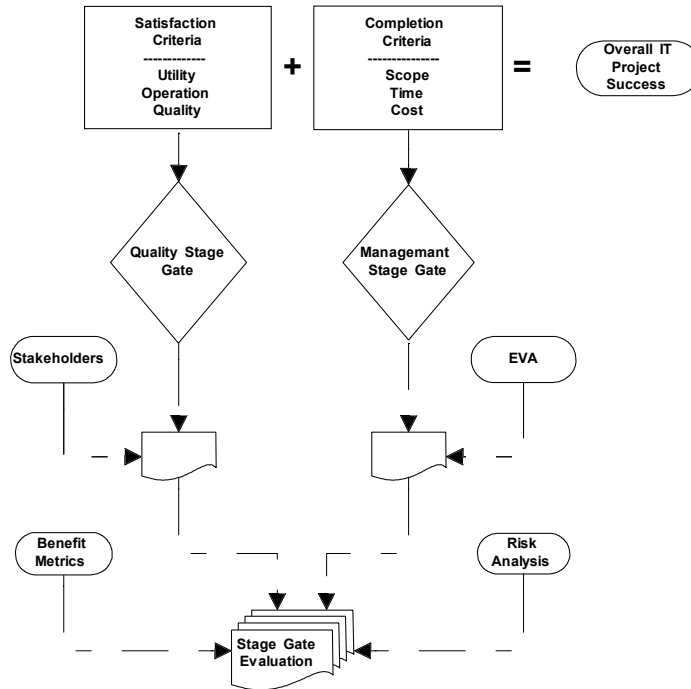 Satisfaction
Criteria
-------------
Utility
Operation
Quality
+
Completion
Criteria
---------------
Scope
Time
Cost
=
Overall IT
Project
Success
Quality Stage
Gate
Managemant
Stage Gate
Stakeholders
EVA
Benefit
Metrics
Risk
Analysis
Stage Gate
Evaluation